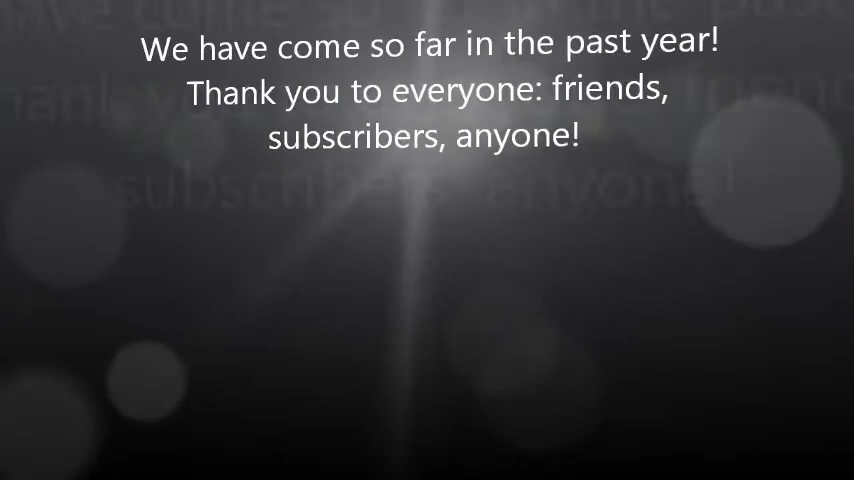 We have come so far in the past year!
Thank you to everyone: friends,
subscribers, anyone!